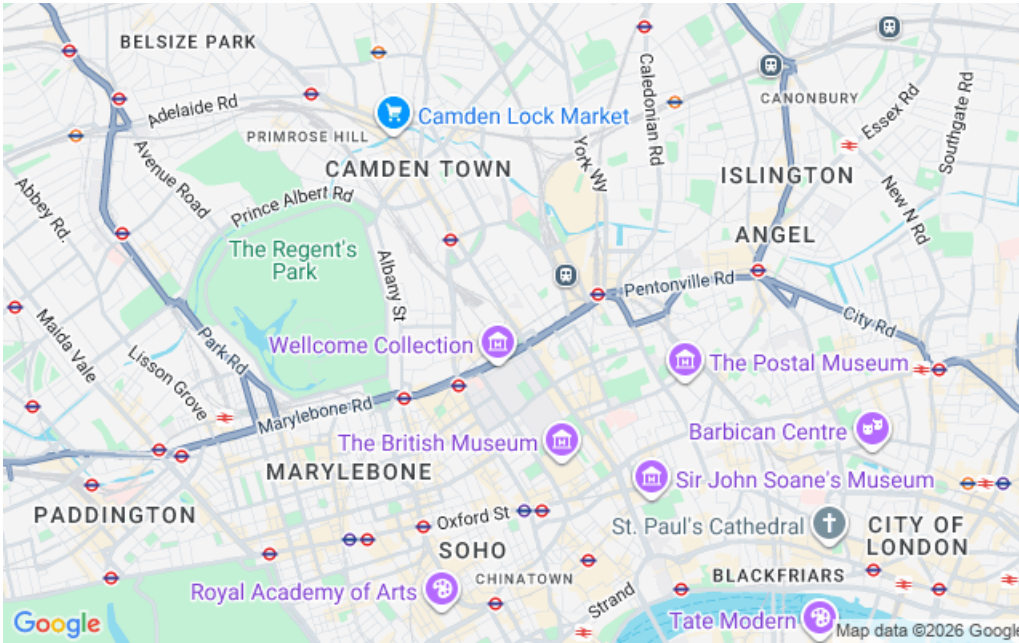 BELSIZE PARK
Adelaide Rd
PRIMROSE HILL
Camden Lock Market
Caledonian Rd
CANONBURY
Essex Rd
Southgate Rd
Avenue Road
CAMDEN TOWN
York Wy
ISLINGTON
Abbey Rd.
Prince Albert Rd
New N Rd
The Regent's
Park
Albany St
ANGEL
Pentonville Rd
City Rd
Maida Vale
Lisson Grove
Park Rd
Wellcome Collection
The Postal Museum
Marylebone Rd
The British Museum
Barbican Centre
MARYLEBONE
Sir John Soane's Museum
PADDINGTON
Oxford St
St. Paul's Cathedral
CITY OF
LONDON
SOHO
CHINATOWN
BLACKFRIARS
Royal Academy of Arts
Strand
Tate Modern
Google
Map data ©2026 Google